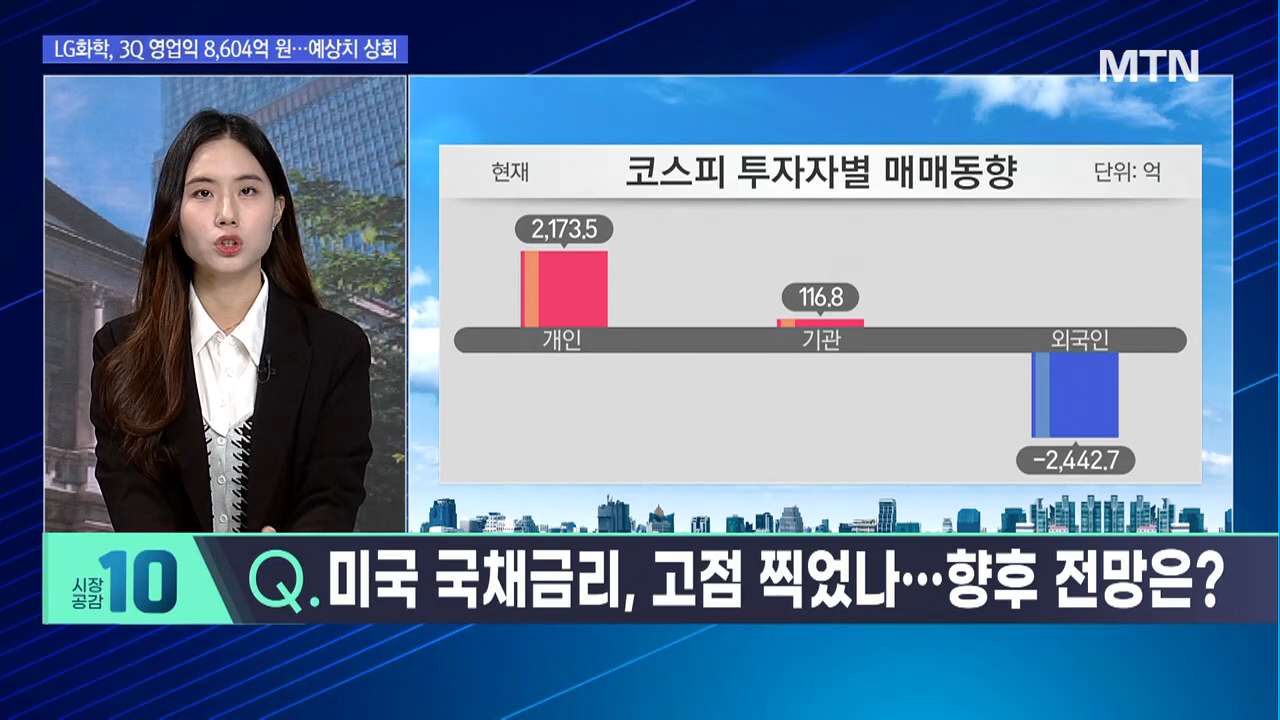 LG화학, 3Q 영업익 8,604억 원…예상치 상회
MTN
현재
코스피 투자자별 매매동향
단위: 억
2,173.5
116.8
개인
기관
외국인
-2,442.7
시장
공감
10
Q. 미국 국채금리, 고점 찍었나…향후 전망은?